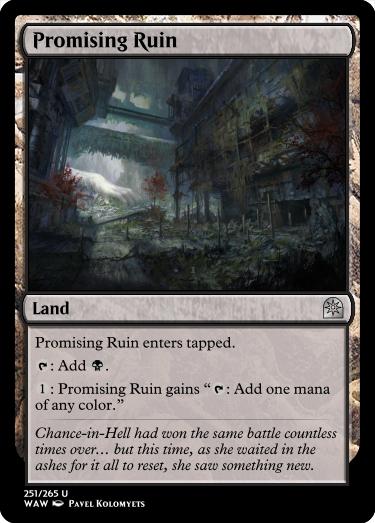 Promising Ruin
Land
Promising Ruin enters tapped.
: Add .
1 : Promising Ruin gains “ : Add one mana
of any color.”
Chance-in-Hell had won the same battle countless
times over… but this time, as she waited in the
ashes for it all to reset, she saw something new.
251/265 U
WAW Pavel Kolomyets